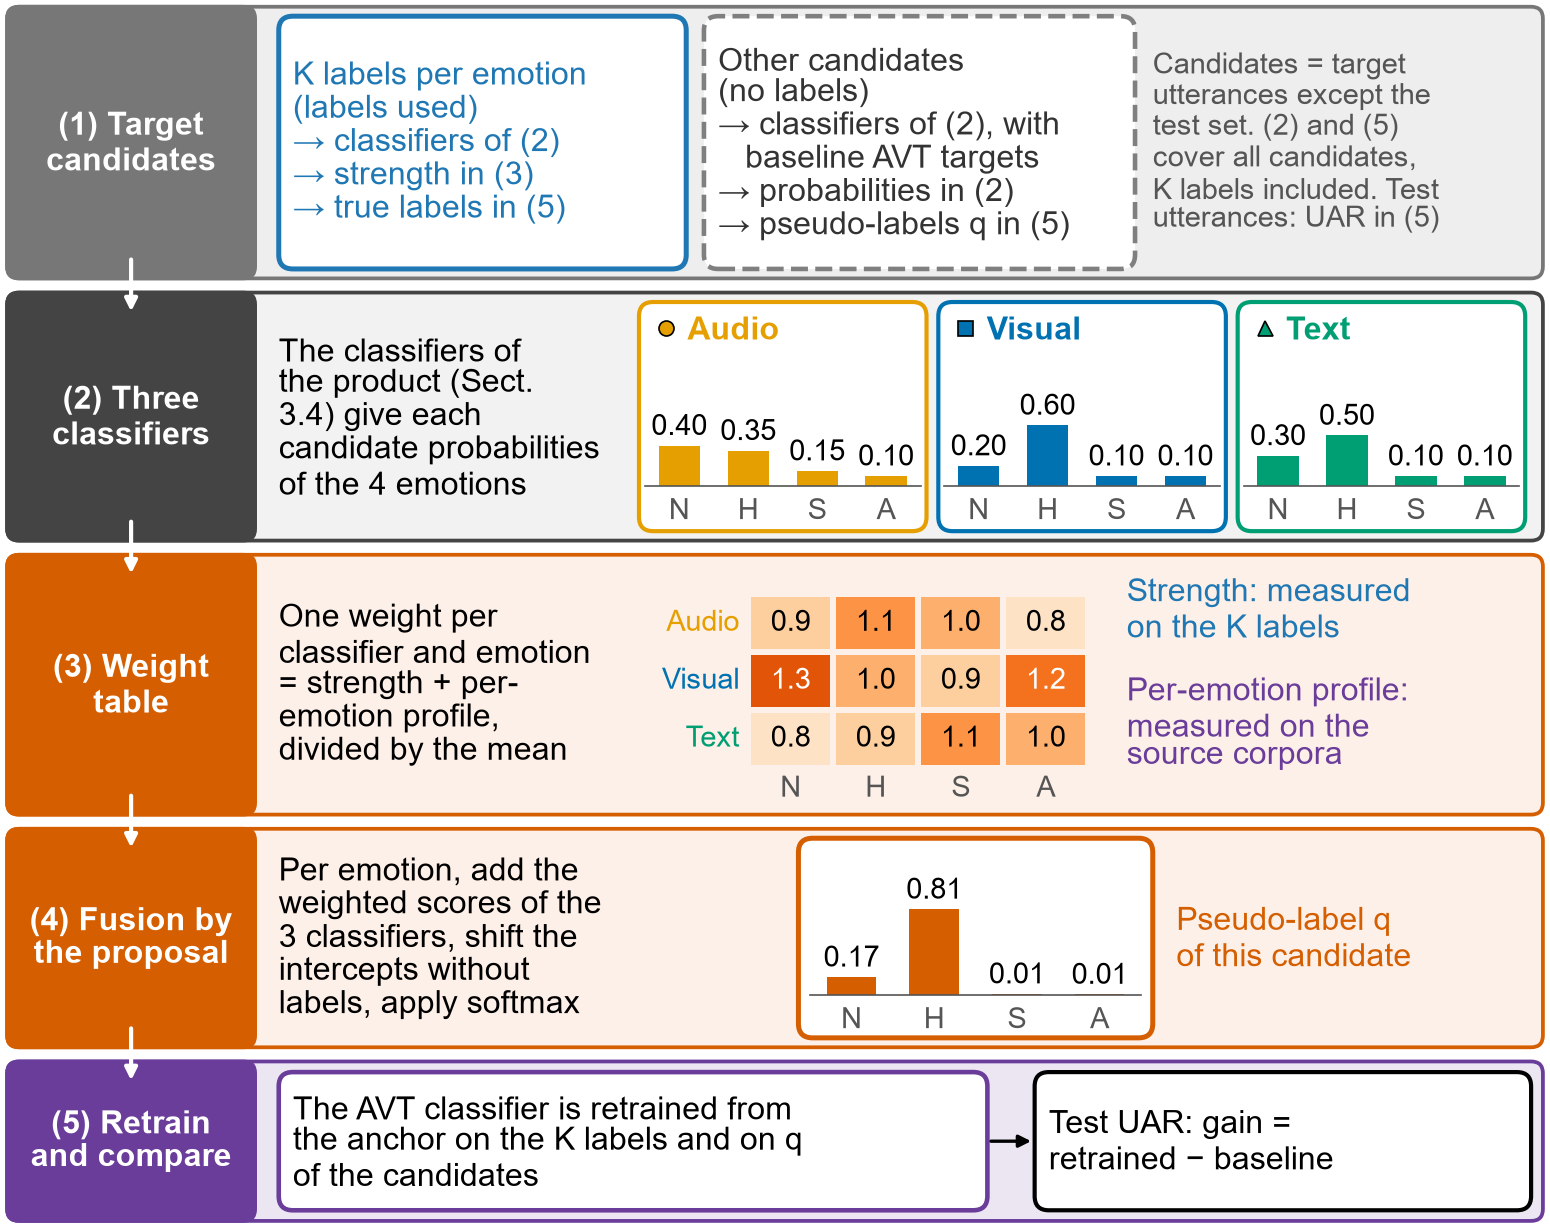 (1) Target
candidates
K labels per emotion
(labels used)
→ classifiers of (2)
→ strength in (3)
→ true labels in (5)
Other candidates
(no labels)
→ classifiers of (2), with
baseline AVT targets
→ probabilities in (2)
→ pseudo-labels q in (5)
Candidates = target
utterances except the
test set. (2) and (5)
cover all candidates,
K labels included. Test
utterances: UAR in (5)
(2) Three
classifiers
The classifiers of
the product (Sect.
3.4) give each
candidate probabilities
of the 4 emotions
Audio
0.40 0.35 0.15 0.10
N H S A
Visual
0.20 0.60 0.10 0.10
N H S A
Text
0.30 0.50 0.10 0.10
N H S A
(3) Weight
table
One weight per
classifier and emotion
= strength + per-
emotion profile,
divided by the mean
Audio 0.9 1.1 1.0 0.8
Visual 1.3 1.0 0.9 1.2
Text 0.8 0.9 1.1 1.0
N H S A
Strength: measured
on the K labels
Per-emotion profile:
measured on the
source corpora
(4) Fusion by
the proposal
Per emotion, add the
weighted scores of the
3 classifiers, shift the
intercepts without
labels, apply softmax
0.17 0.81 0.01 0.01
N H S A
Pseudo-label q
of this candidate
(5) Retrain
and compare
The AVT classifier is retrained from
the anchor on the K labels and on q
of the candidates
Test UAR: gain =
retrained − baseline